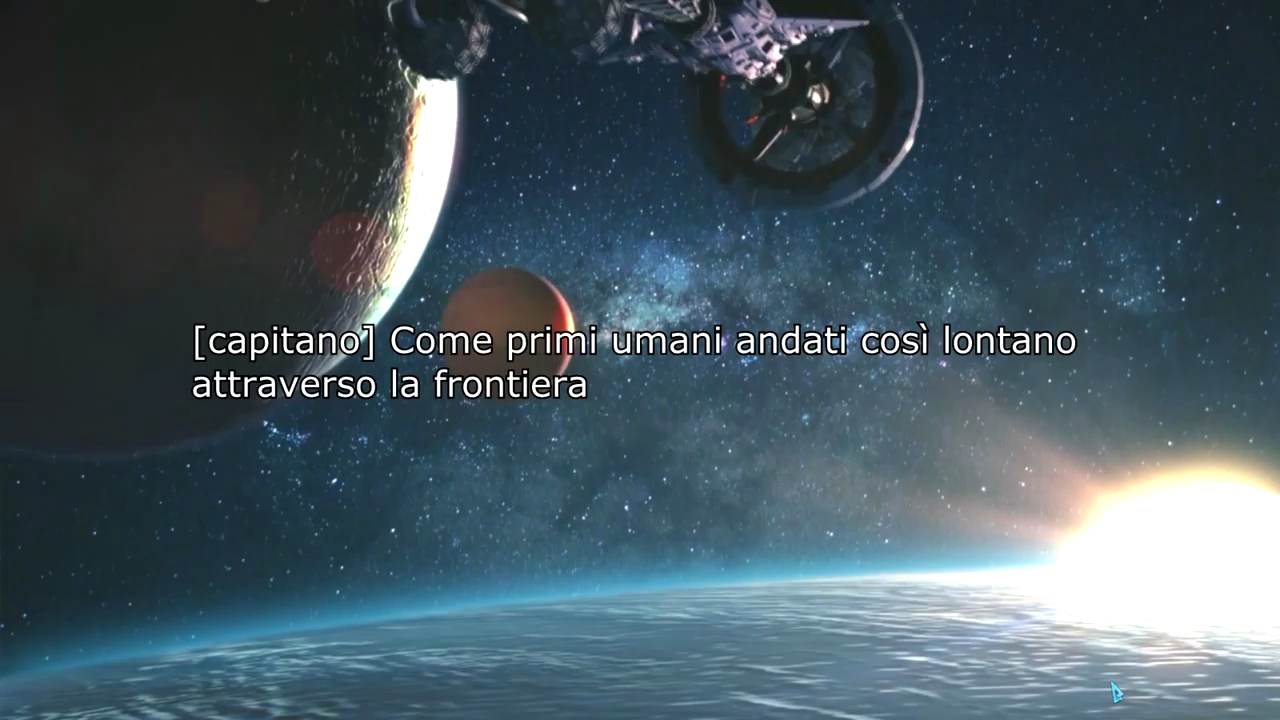 [capitano] Come primi umani andati così lontano
attraverso la frontiera